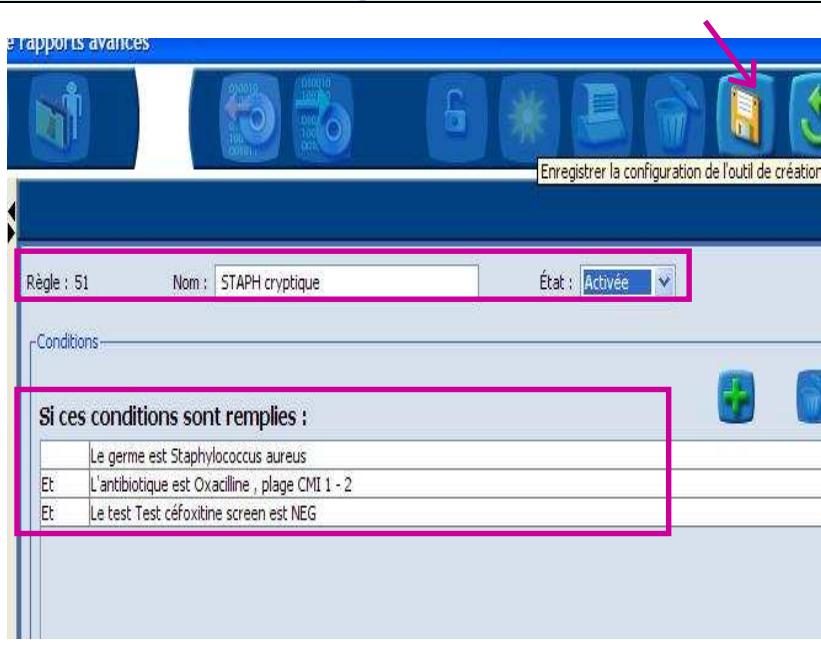 e rapports avancés
Enregistrer la configuration de l'outil de création
Règle : 51 Nom : STAPH cryptique État : Activée
Conditions
Si ces conditions sont remplies :
Le germe est Staphylococcus aureus
Et L'antibiotique est Oxacilline , plage CMI 1 - 2
Et Le test Test céfoxitine screen est NEG